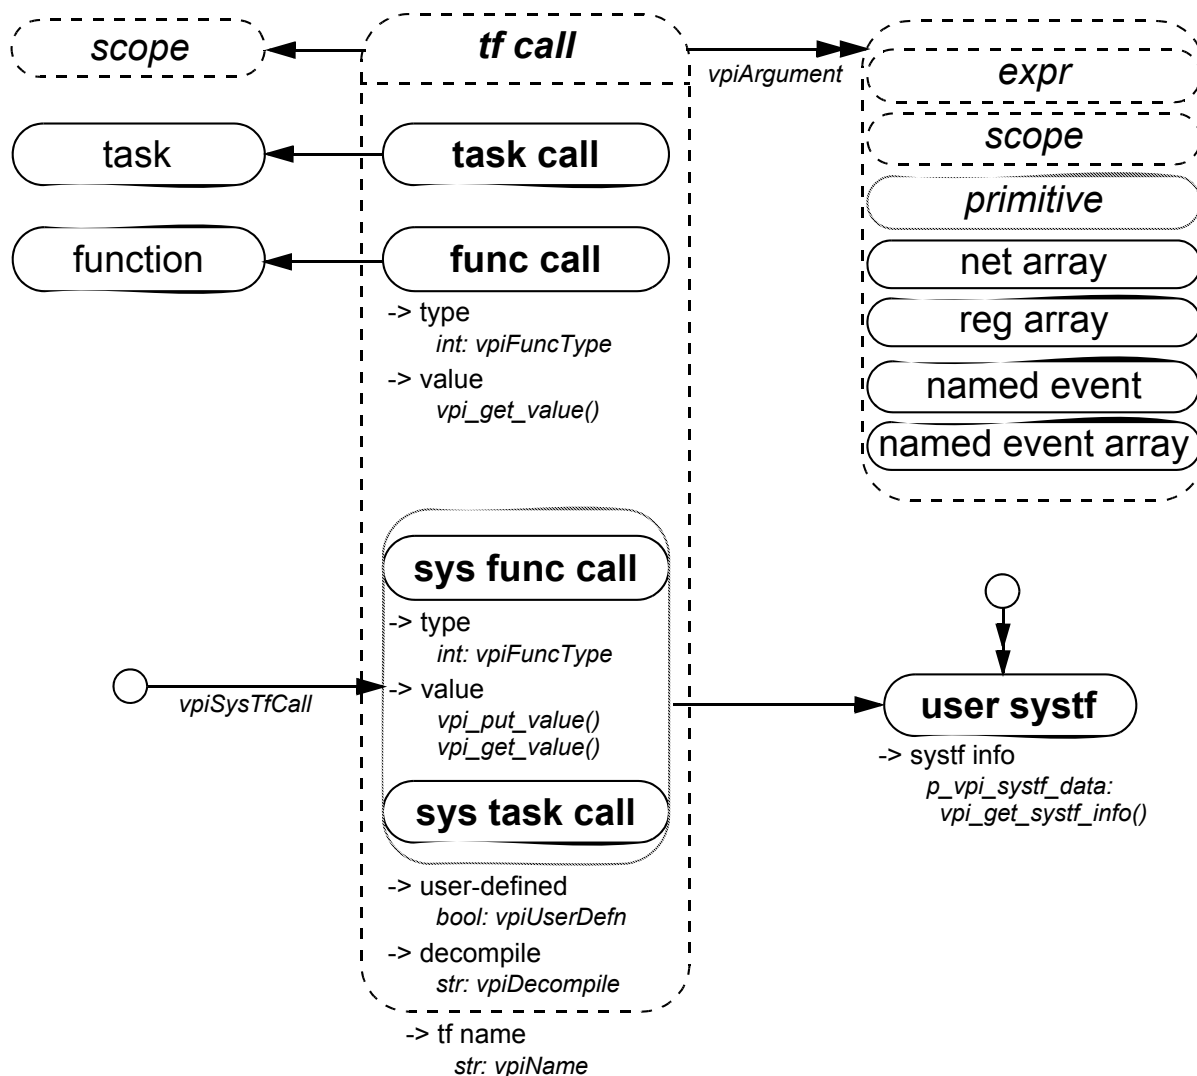 scope
tf call
vpiArgument
expr
scope
primitive
net array
reg array
named event
named event array
task
task call
function
func call
-> type
int: vpiFuncType
-> value
vpi_get_value()
sys func call
-> type
int: vpiFuncType
-> value
vpi_put_value()
vpi_get_value()
vpiSysTfCall
sys task call
-> user-defined
bool: vpiUserDefn
-> decompile
str: vpiDecompile
-> tf name
str: vpiName
user systf
-> systf info
p_vpi_systf_data:
vpi_get_systf_info()